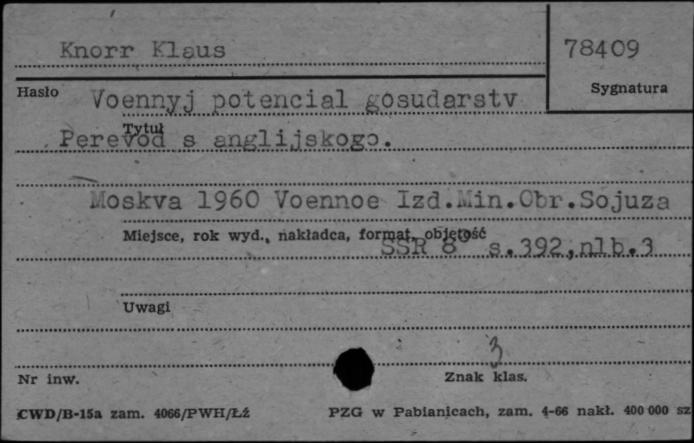 Knorr Klaus
78409
Hasło
Sygnatura
Voennyj potencial gosudarstv
Tytuł
Perevod s anglijskogo.
Moskva 1960 Voennoe Izd.Min.Obr.Sojuza
Miejsce, rok wyd., nakładca, format, objętość
SSR 8° s.392,nlb.3
Uwagi
3
Nr inw.
Znak klas.
CWD/B-15a zam. 4066/PWH/Łź
PZG w Pabianicach, zam. 4-66 nakł. 400 000 sz